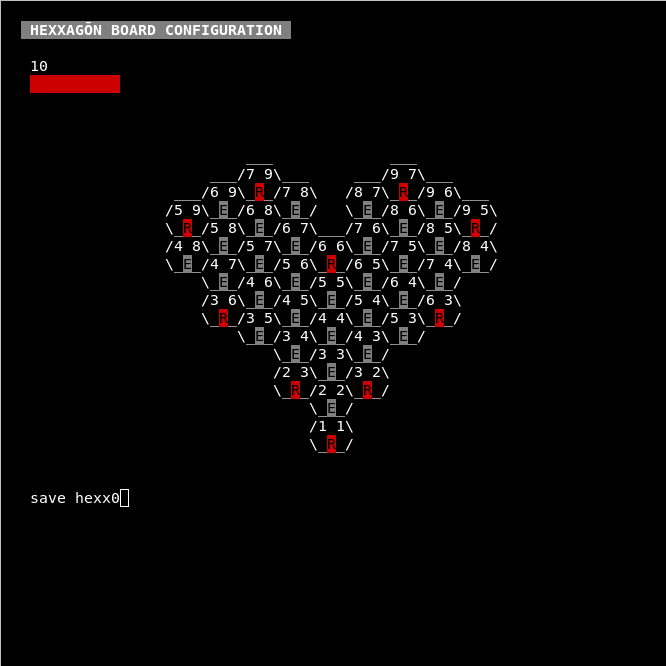 HEXXAGŌN BOARD CONFIGURATION
10
___             ___
___/7 9\___     ___/9 7\___
___/6 9\_R_/7 8\   /8 7\_R_/9 6\___
/5 9\_E_/6 8\_E_/   \_E_/8 6\_E_/9 5\
\_R_/5 8\_E_/6 7\___/7 6\_E_/8 5\_R_/
/4 8\_E_/5 7\_E_/6 6\_E_/7 5\_E_/8 4\
\_E_/4 7\_E_/5 6\_R_/6 5\_E_/7 4\_E_/
\_E_/4 6\_E_/5 5\_E_/6 4\_E_/
/3 6\_E_/4 5\_E_/5 4\_E_/6 3\
\_R_/3 5\_E_/4 4\_E_/5 3\_R_/
\_E_/3 4\_E_/4 3\_E_/
\_E_/3 3\_E_/
/2 3\_E_/3 2\
\_R_/2 2\_R_/
\_E_/
/1 1\
\_R_/
save hexx0